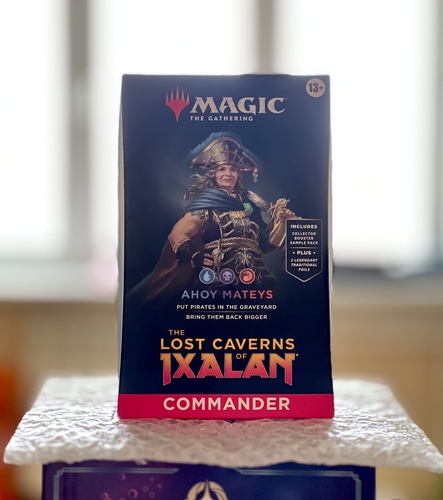 MAGIC
THE GATHERING
13+
INCLUDES
COLLECTOR
BOOSTER
SAMPLE PACK
• PLUS •
2 LEGENDARY
TRADITIONAL
FOILS
AHOY MATEYS
PUT PIRATES IN THE GRAVEYARD
BRING THEM BACK BIGGER
THE
LOST CAVERNS
OF
IXALAN
COMMANDER